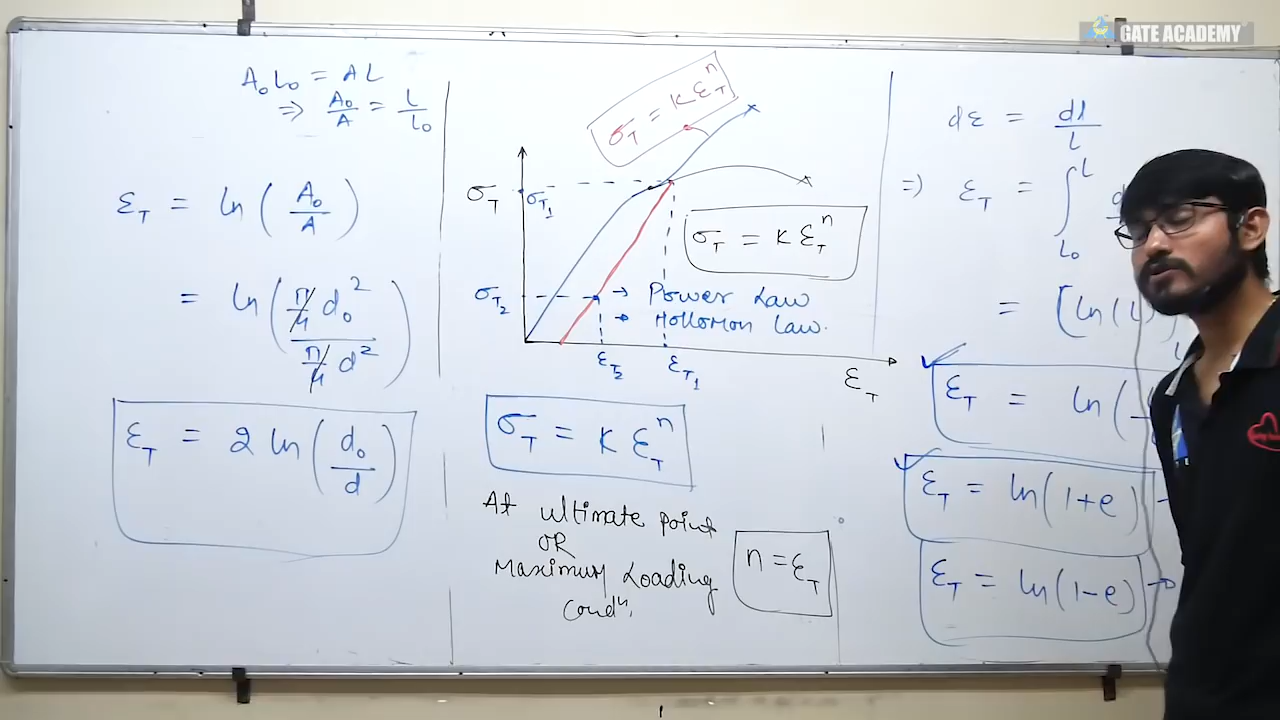 GATE ACADEMY
A₀L₀ = AL
⇒ A₀/A = L/L₀
ε_T = ln(A₀/A)
= ln(π/4 d₀² / π/4 d²)
ε_T = 2 ln(d₀/d)
σ_T = K ε_T^n
σ_T
σ_T₁
σ_T = K ε_T^n
σ_T₂
→ Power Law
→ Hollomon Law.
ε_T₂
ε_T₁
ε_T
σ_T = K ε_T^n
At ultimate point
OR
Maximum Loading
condⁿ.
n = ε_T
dε = dl/L
⇒ ε_T = ∫_L₀^L
= [ln(L)]
ε_T = ln(
ε_T = ln(1+e) →
ε_T = ln(1-e) →